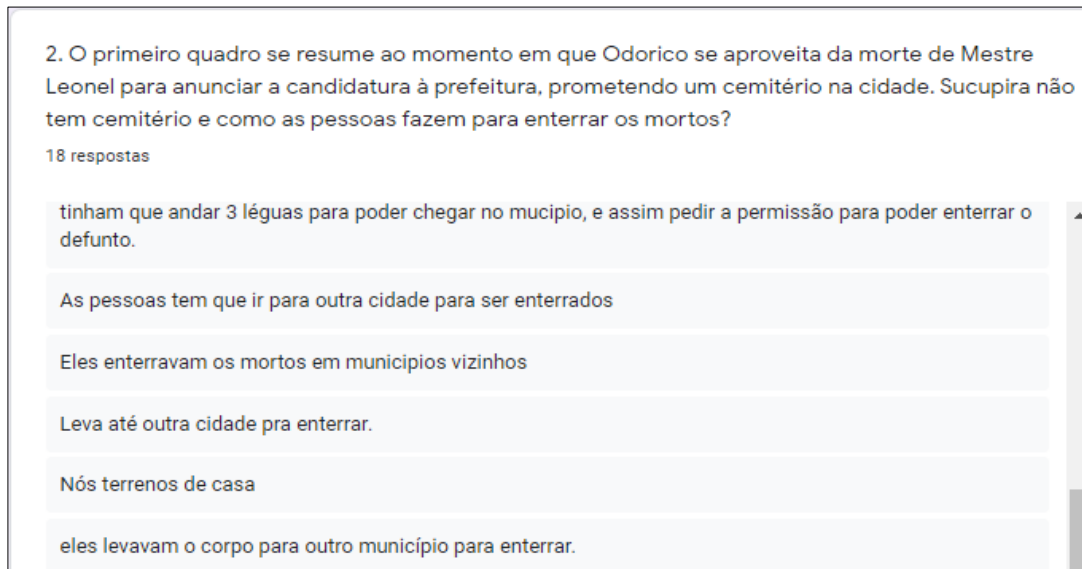 2. O primeiro quadro se resume ao momento em que Odorico se aproveita da morte de Mestre
Leonel para anunciar a candidatura à prefeitura, prometendo um cemitério na cidade. Sucupira não
tem cemitério e como as pessoas fazem para enterrar os mortos?
18 respostas
tinham que andar 3 léguas para poder chegar no mucipio, e assim pedir a permissão para poder enterrar o
defunto.
As pessoas tem que ir para outra cidade para ser enterrados
Eles enterravam os mortos em municipios vizinhos
Leva até outra cidade pra enterrar.
Nós terrenos de casa
eles levavam o corpo para outro município para enterrar.